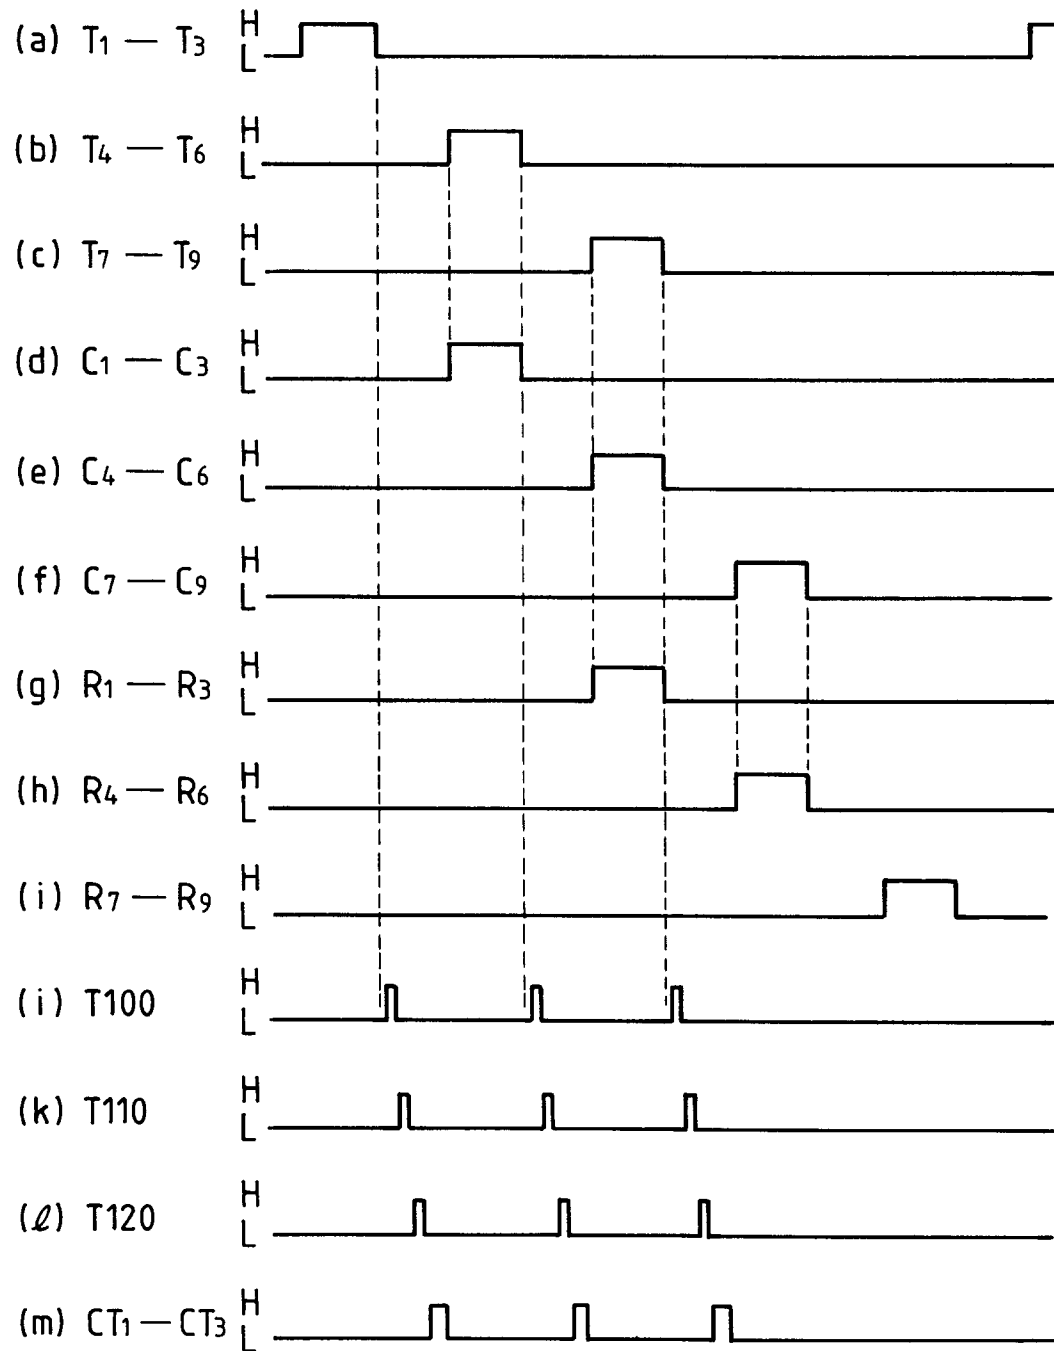 (a) T1 — T3 H L
(b) T4 — T6 H L
(c) T7 — T9 H L
(d) C1 — C3 H L
(e) C4 — C6 H L
(f) C7 — C9 H L
(g) R1 — R3 H L
(h) R4 — R6 H L
(i) R7 — R9 H L
(i) T100 H L
(k) T110 H L
(ℓ) T120 H L
(m) CT1 — CT3 H L